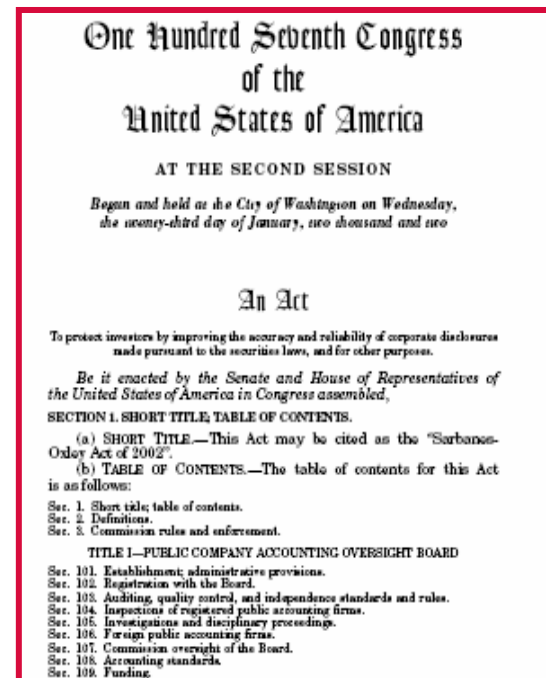 One Hundred Seventh Congress
of the
United States of America
AT THE SECOND SESSION
Begun and held at the City of Washington on Wednesday,
the twenty-third day of January, two thousand and two
An Act
To protect investors by improving the accuracy and reliability of corporate disclosures
made pursuant to the securities laws, and for other purposes.
Be it enacted by the Senate and House of Representatives of
the United States of America in Congress assembled,
SECTION 1. SHORT TITLE; TABLE OF CONTENTS.
(a) SHORT TITLE.—This Act may be cited as the “Sarbanes-
Oxley Act of 2002”.
(b) TABLE OF CONTENTS.—The table of contents for this Act
is as follows:
Sec. 1. Short title; table of contents.
Sec. 2. Definitions.
Sec. 3. Commission rules and enforcement.
TITLE I—PUBLIC COMPANY ACCOUNTING OVERSIGHT BOARD
Sec. 101. Establishment; administrative provisions.
Sec. 102. Registration with the Board.
Sec. 103. Auditing, quality control, and independence standards and rules.
Sec. 104. Inspections of registered public accounting firms.
Sec. 105. Investigations and disciplinary proceedings.
Sec. 106. Foreign public accounting firms.
Sec. 107. Commission oversight of the Board.
Sec. 108. Accounting standards.
Sec. 109. Funding.